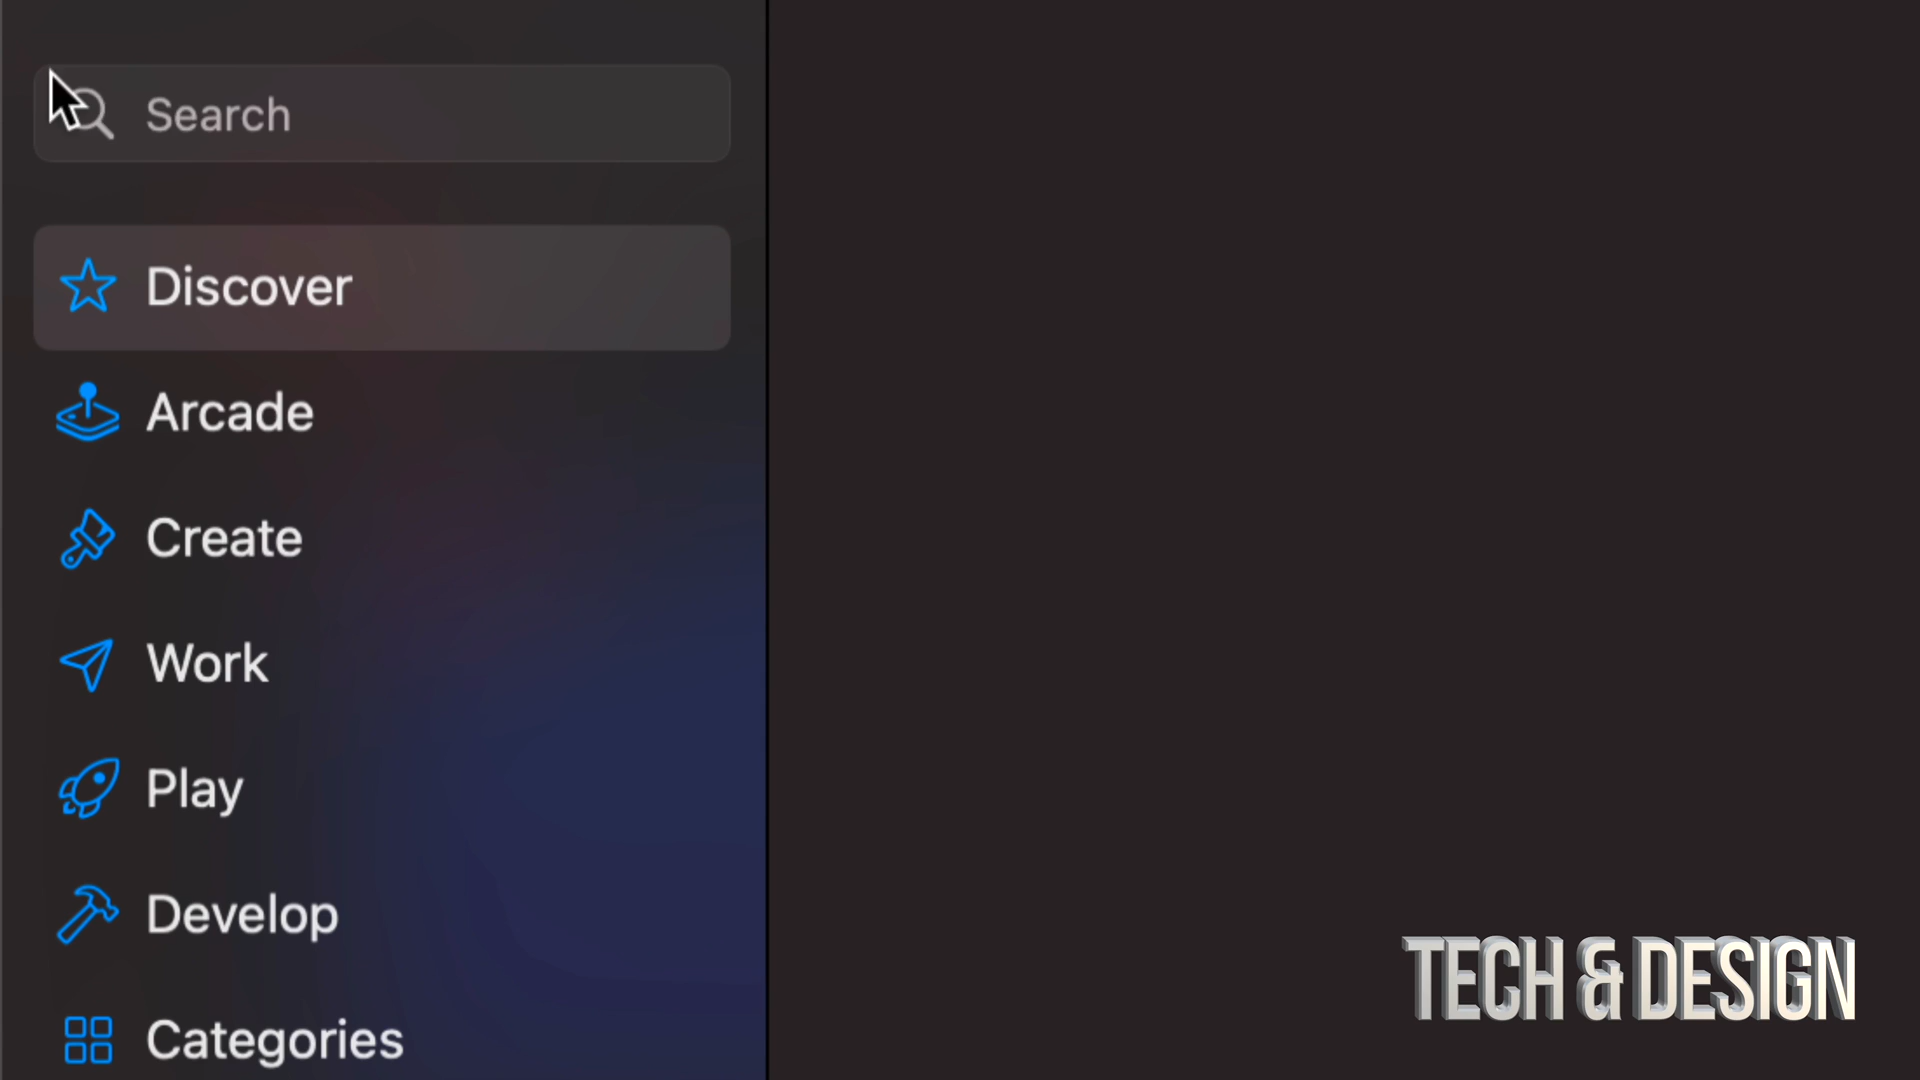 Search
Discover
Arcade
Create
Work
Play
Develop
Categories
TECH & DESIGN